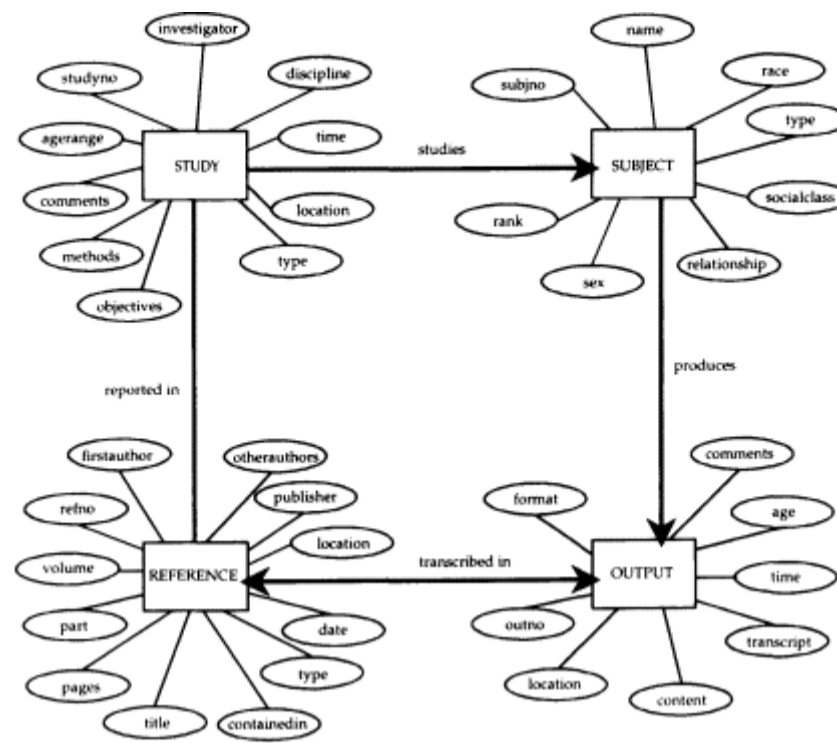 investigator
studyno
discipline
agerange
time
STUDY
comments
location
methods
type
objectives
studies
name
subjno
race
type
SUBJECT
socialclass
rank
relationship
sex
reported in
produces
firstauthor
otherauthors
publisher
refno
location
volume
REFERENCE
part
date
type
pages
title
containedin
transcribed in
comments
format
age
OUTPUT
time
outno
transcript
location
content